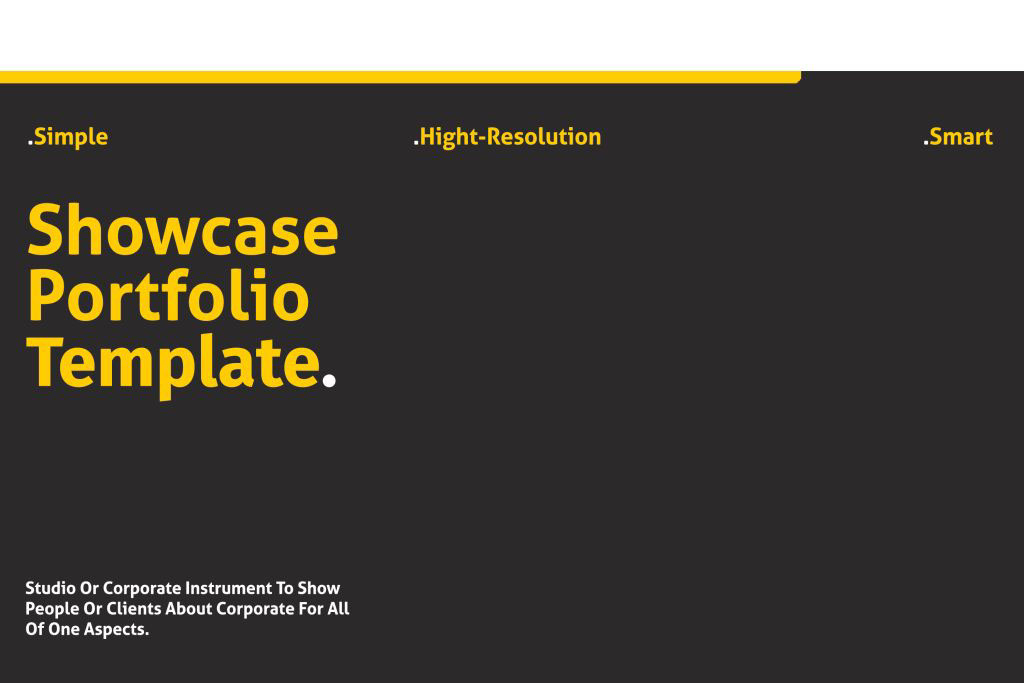 .Simple
.Hight-Resolution
.Smart
Showcase
Portfolio
Template.
Studio Or Corporate Instrument To Show
People Or Clients About Corporate For All
Of One Aspects.